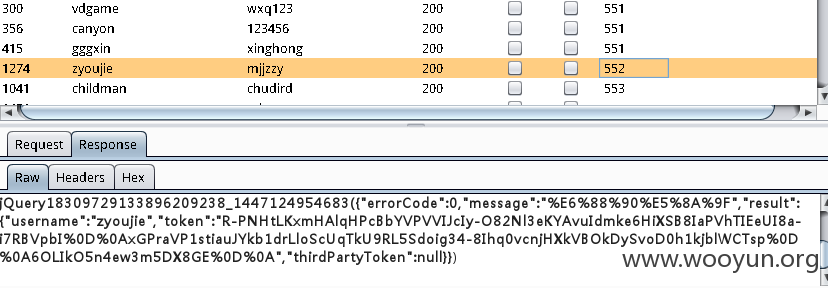 300 vdgame wxq123 200 551
356 canyon 123456 200 551
415 gggxin xinghong 200 551
1274 zyoujie mjjzzy 200 552
1041 childman chudird 200 553
Request Response
Raw Headers Hex
jQuery18309729133896209238_1447124954683({"errorCode":0,"message":"%E6%88%90%E5%8A%9F","result":
{"username":"zyoujie","token":"R-PNHtLKxmHAlqHPcBbYVPVVIJcIy-O82Nl3eKYAvuIdmke6HiXSB8IaPVhTIEeUI8a-
i7RBVpbI%0D%0AxGPraVP1stiauJYkb1drLloScUqTkU9RL5Sdoig34-8Ihq0vcnjHXkVBOkDySvoD0h1kjblWCTsp%0D
%0A6OLIkO5n4ew3m5DX8GE%0D%0A","thirdPartyToken":null}})
www.wooyun.org